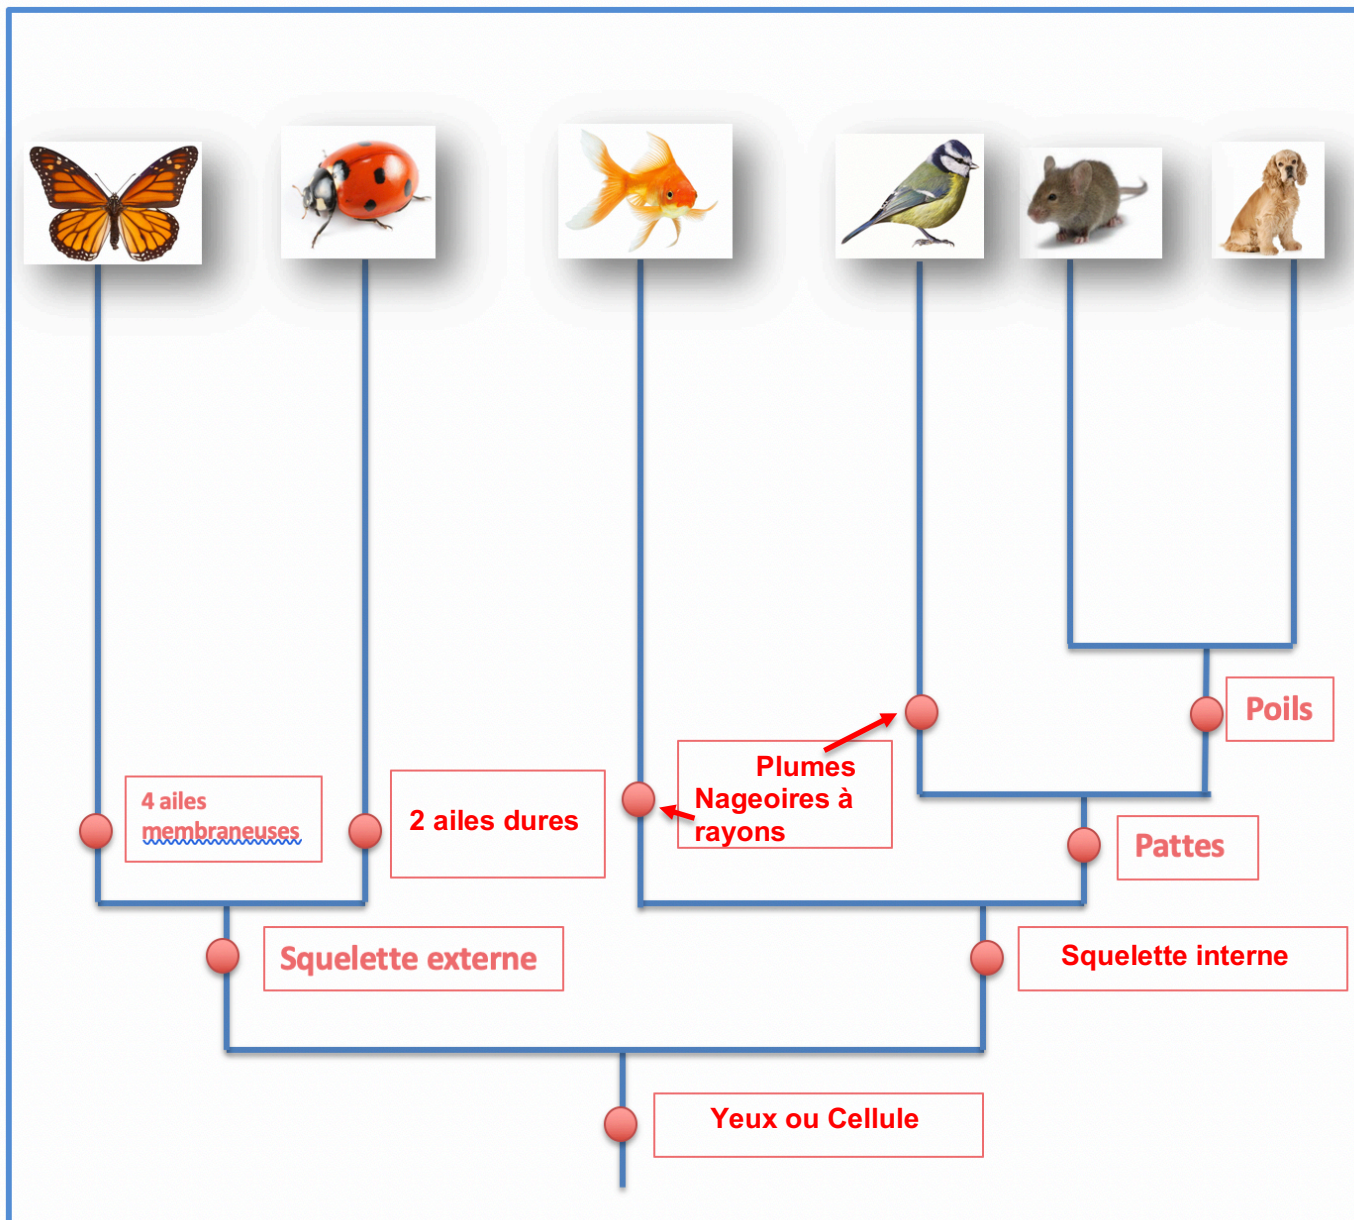 Poils
Plumes
Nageoires à
rayons
4 ailes
membraneuses
2 ailes dures
Pattes
Squelette externe
Squelette interne
Yeux ou Cellule